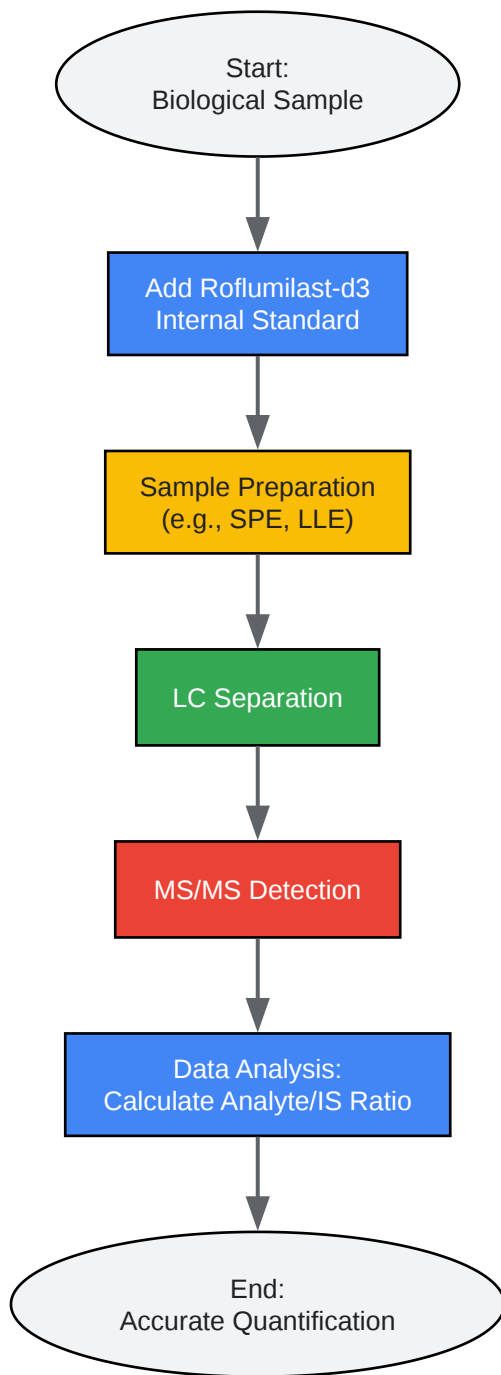 Start:
Biological Sample
Add Roflumilast-d3
Internal Standard
Sample Preparation
(e.g., SPE, LLE)
LC Separation
MS/MS Detection
Data Analysis:
Calculate Analyte/IS Ratio
End:
Accurate Quantification